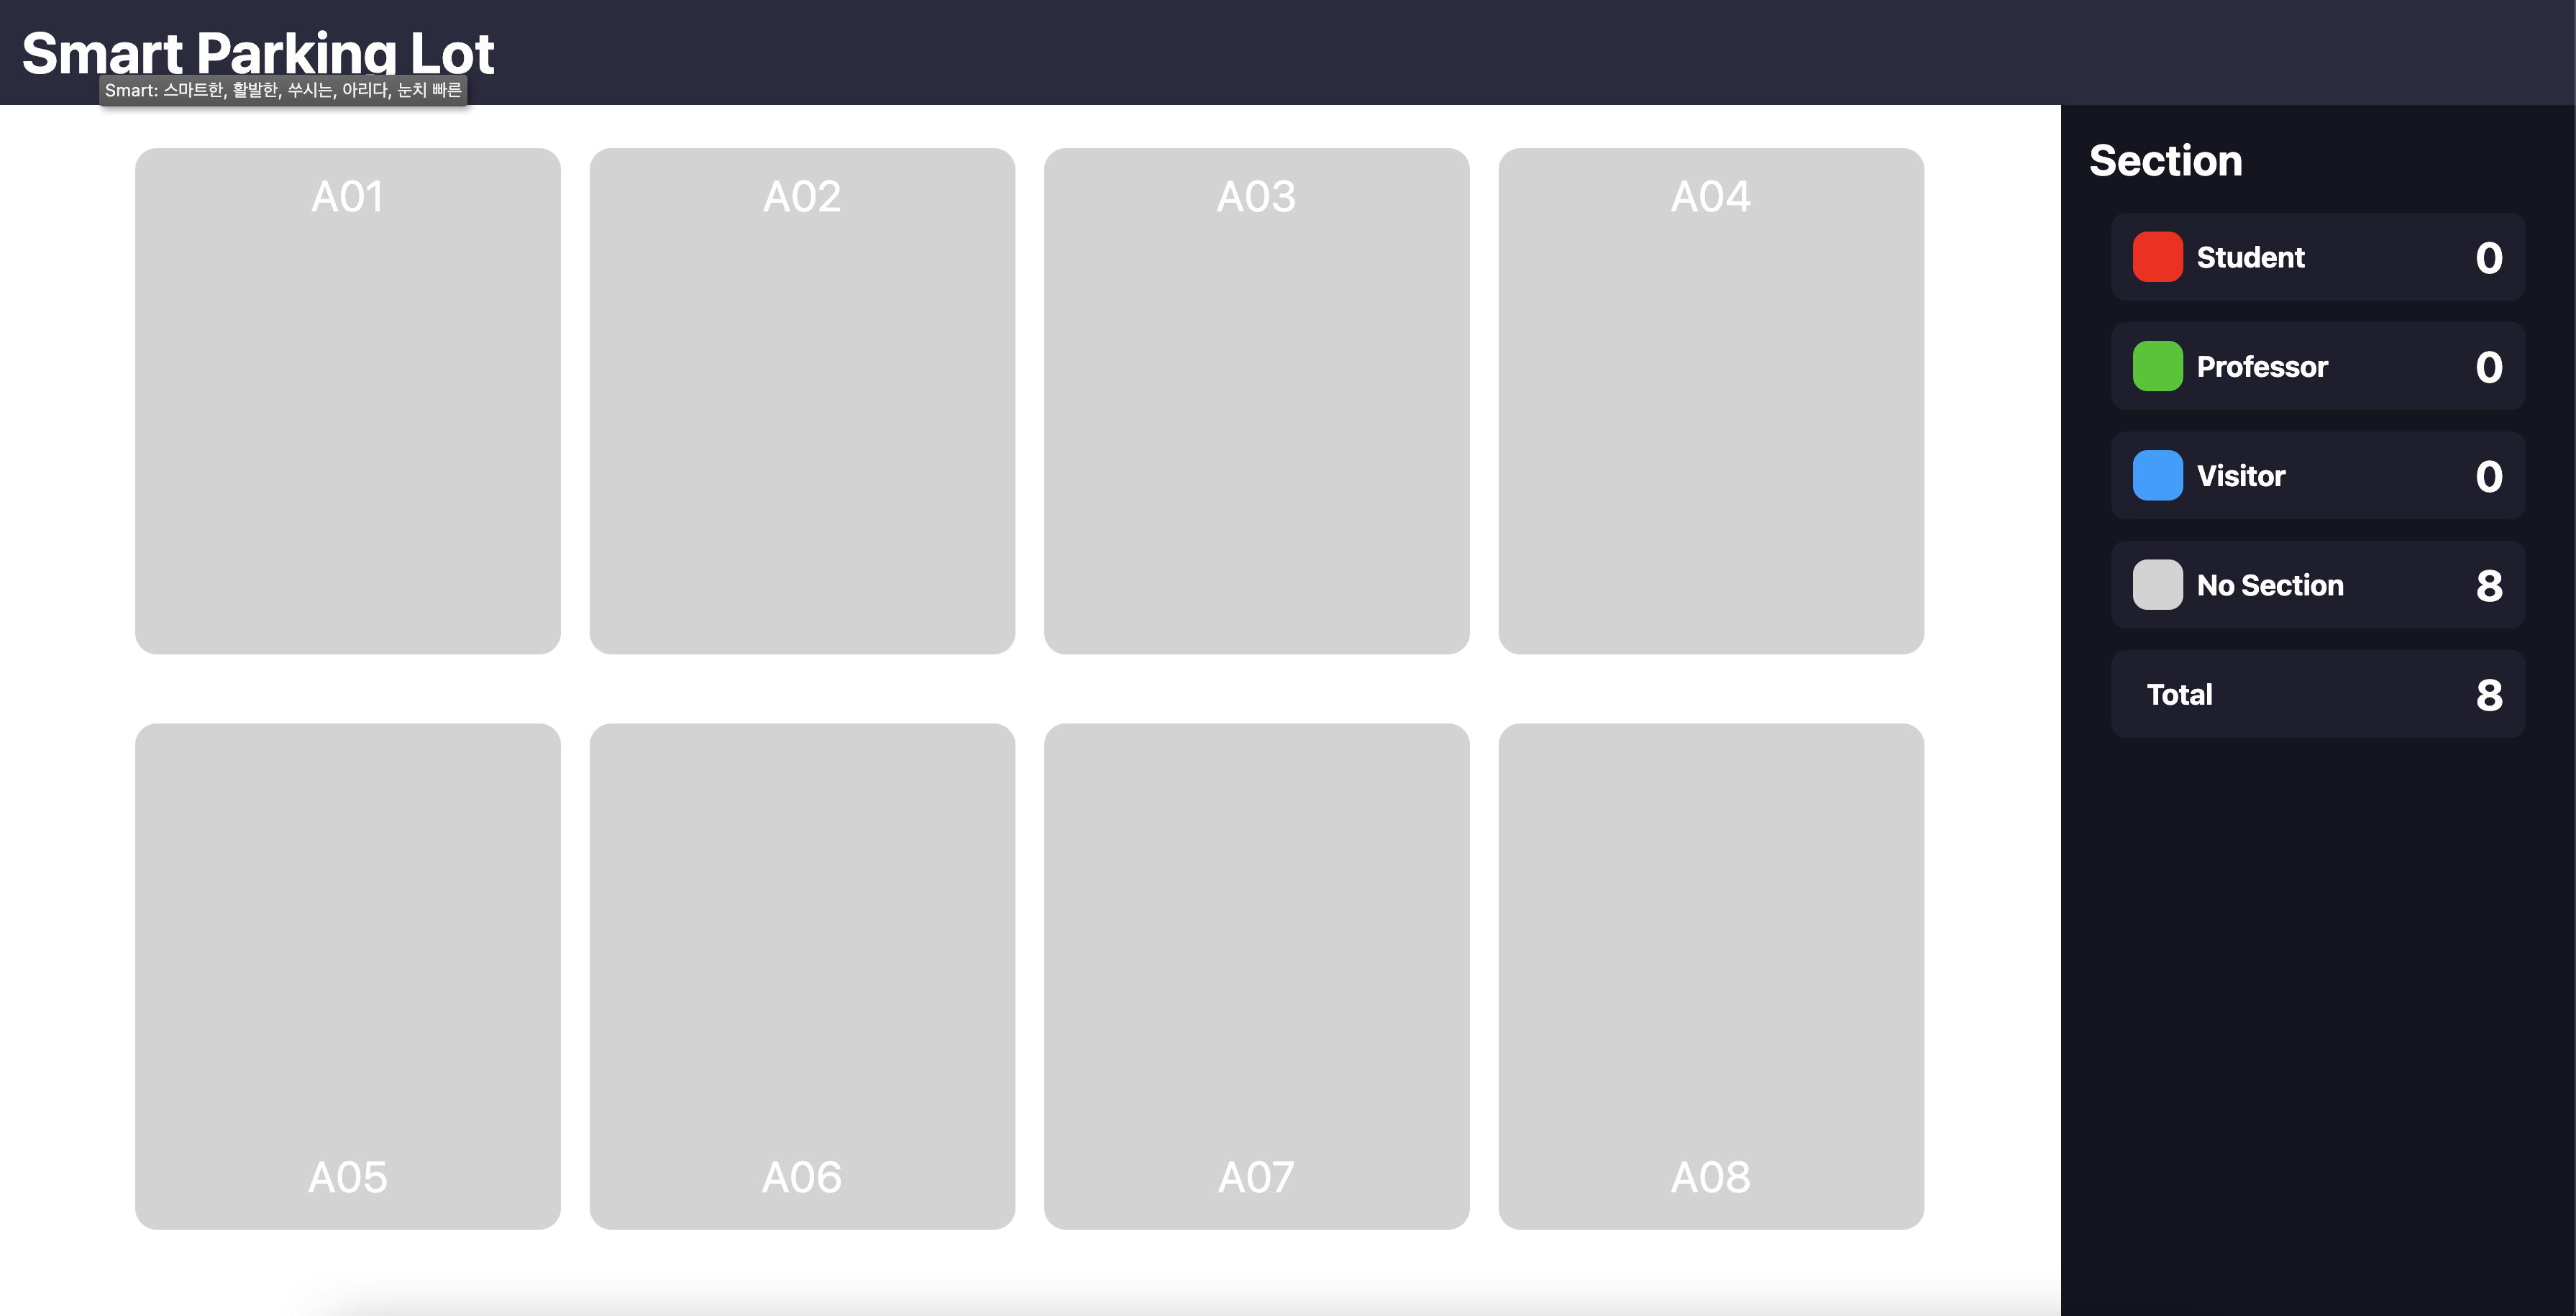 Smart Parking Lot
Smart: 스마트한, 활발한, 쑤시는, 아리다, 눈치 빠른
A01
A02
A03
A04
A05
A06
A07
A08
Section
Student 0
Professor 0
Visitor 0
No Section 8
Total 8